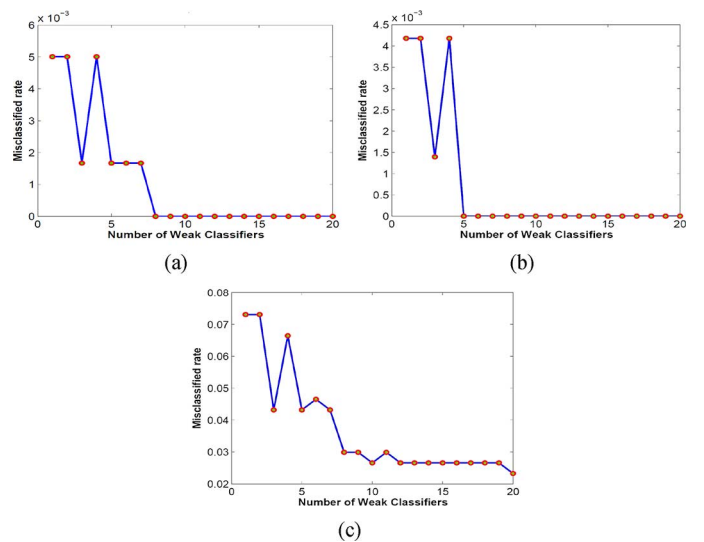 × 10⁻³
6
5
4
3
2
1
0
Misclassified rate
0 5 10 15 20
Number of Weak Classifiers
(a)
× 10⁻³
4.5
4
3.5
3
2.5
2
1.5
1
0.5
0
Misclassified rate
0 5 10 15 20
Number of Weak Classifiers
(b)
0.08
0.07
0.06
0.05
0.04
0.03
0.02
Misclassified rate
0 5 10 15 20
Number of Weak Classifiers
(c)